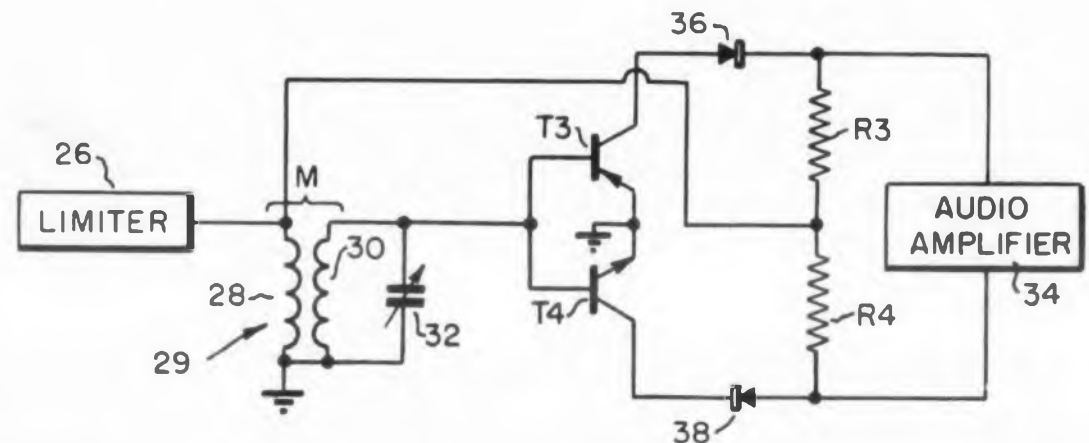 36
T3
R3
26
M
LIMITER
AUDIO
AMPLIFIER
30
28
T4
32
34
R4
29
38